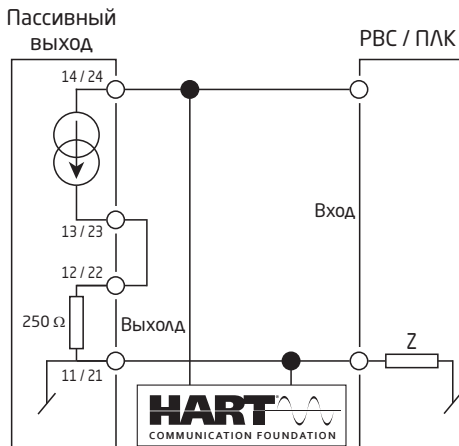 Пассивный
выход
РВС / ПЛК
14 / 24
13 / 23
Вход
12 / 22
250 Ω
Выхолд
11 / 21
Z
HART
COMMUNICATION FOUNDATION